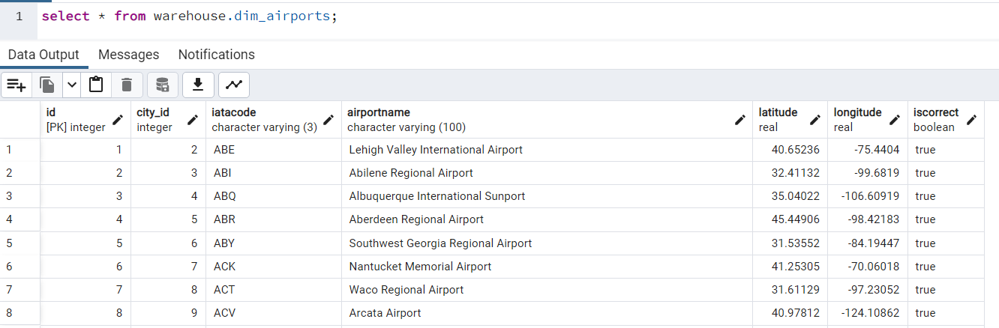 1 select * from warehouse.dim_airports;
Data Output Messages Notifications
id city_id iatacode airportname latitude longitude iscorrect
[PK] integer integer character varying (3) character varying (100) real real boolean
1 1 2 ABE Lehigh Valley International Airport 40.65236 -75.4404 true
2 2 3 ABI Abilene Regional Airport 32.41132 -99.6819 true
3 3 4 ABQ Albuquerque International Sunport 35.04022 -106.60919 true
4 4 5 ABR Aberdeen Regional Airport 45.44906 -98.42183 true
5 5 6 ABY Southwest Georgia Regional Airport 31.53552 -84.19447 true
6 6 7 ACK Nantucket Memorial Airport 41.25305 -70.06018 true
7 7 8 ACT Waco Regional Airport 31.61129 -97.23052 true
8 8 9 ACV Arcata Airport 40.97812 -124.10862 true